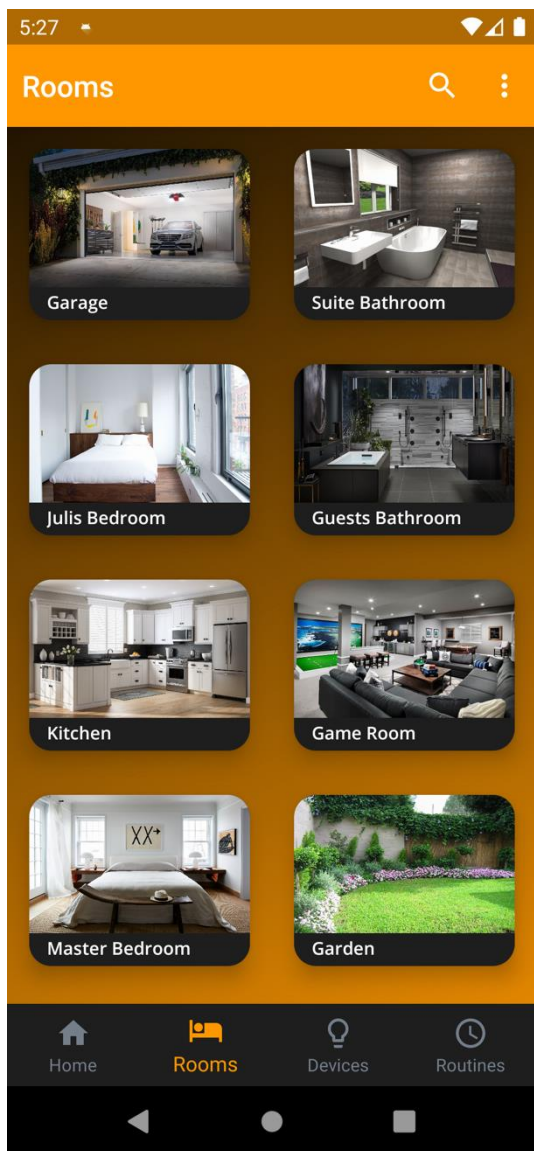 5:27
Rooms
Garage
Suite Bathroom
Julis Bedroom
Guests Bathroom
Kitchen
Game Room
Master Bedroom
Garden
Home
Rooms
Devices
Routines